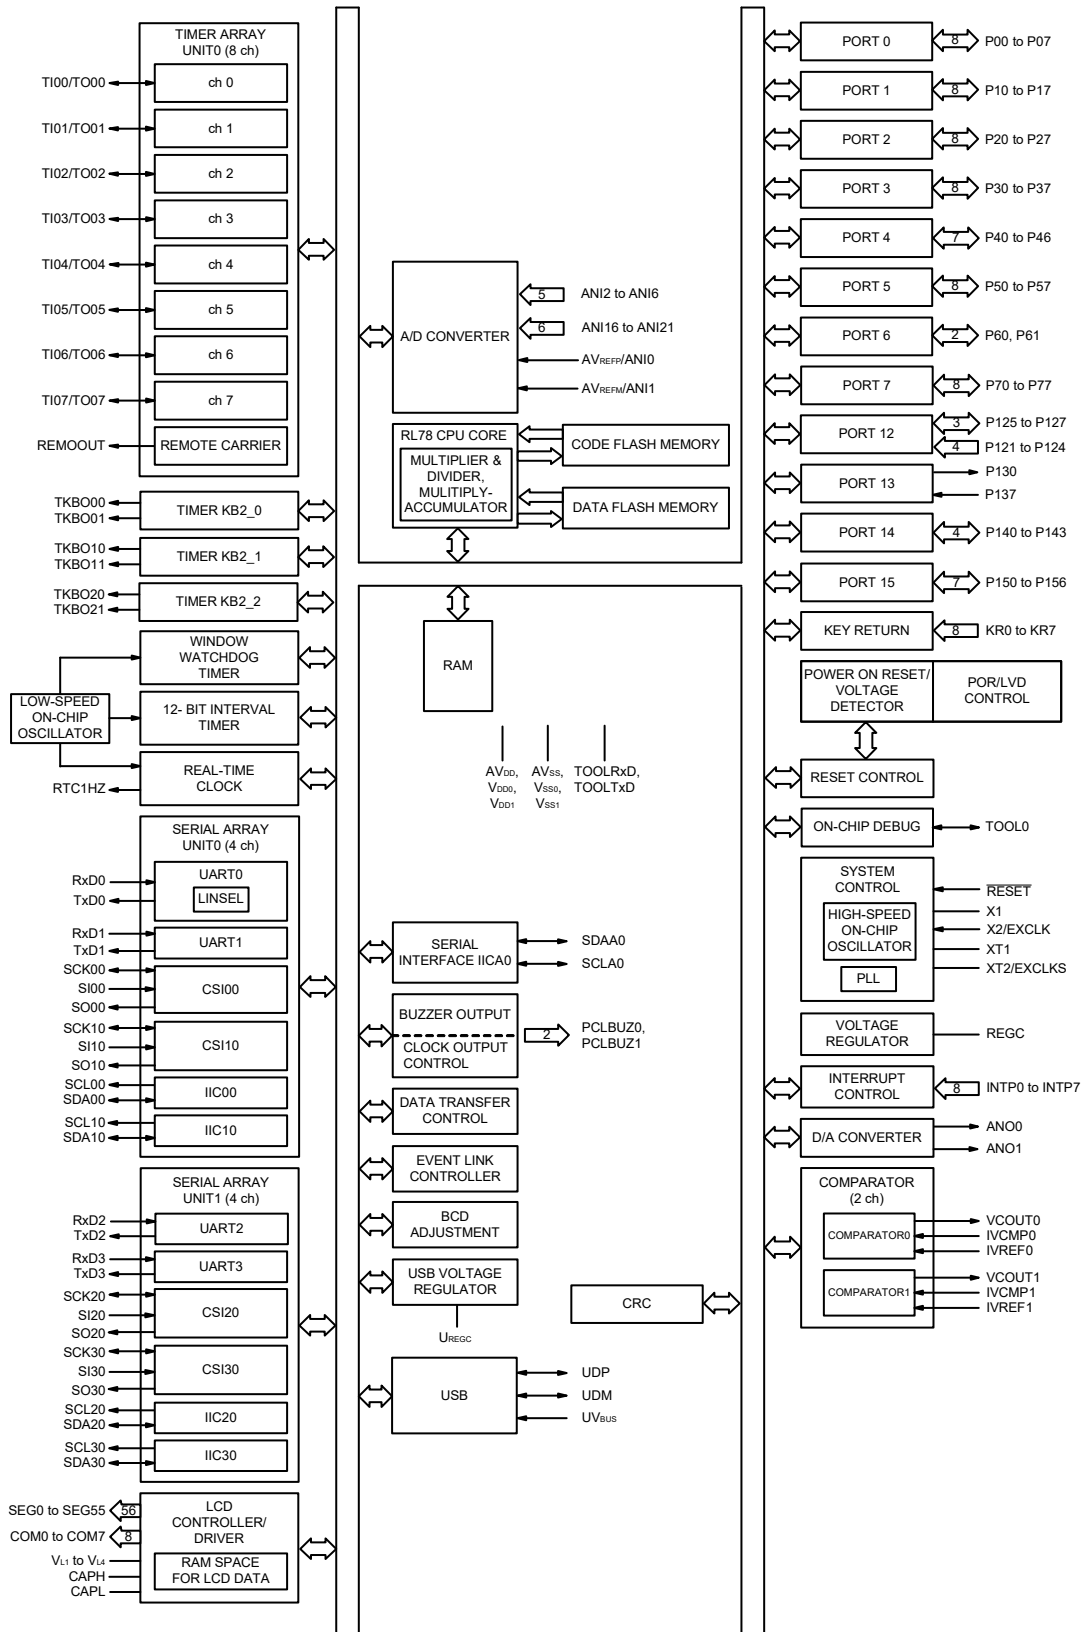 TIMER ARRAY
UNIT0 (8 ch)
TI00/TO00
ch 0
TI01/TO01
ch 1
TI02/TO02
ch 2
TI03/TO03
ch 3
TI04/TO04
ch 4
TI05/TO05
ch 5
TI06/TO06
ch 6
TI07/TO07
ch 7
REMOOUT
REMOTE CARRIER
TKBO00
TKBO01
TIMER KB2_0
TKBO10
TKBO11
TIMER KB2_1
TKBO20
TKBO21
TIMER KB2_2
WINDOW
WATCHDOG
TIMER
LOW-SPEED
ON-CHIP
OSCILLATOR
12- BIT INTERVAL
TIMER
REAL-TIME
CLOCK
RTC1HZ
SERIAL ARRAY
UNIT0 (4 ch)
RxD0
TxD0
UART0
LINSEL
RxD1
TxD1
UART1
SCK00
SI00
SO00
CSI00
SCK10
SI10
SO10
CSI10
SCL00
SDA00
IIC00
SCL10
SDA10
IIC10
SERIAL ARRAY
UNIT1 (4 ch)
RxD2
TxD2
UART2
RxD3
TxD3
UART3
SCK20
SI20
SO20
CSI20
SCK30
SI30
SO30
CSI30
SCL20
SDA20
IIC20
SCL30
SDA30
IIC30
SEG0 to SEG55
56
COM0 to COM7
8
VL1 to VL4
CAPH
CAPL
LCD
CONTROLLER/
DRIVER
RAM SPACE
FOR LCD DATA
A/D CONVERTER
5
ANI2 to ANI6
6
ANI16 to ANI21
AVREFP/ANI0
AVREFM/ANI1
RL78 CPU CORE
MULTIPLIER &
DIVIDER,
MULITIPLY-
ACCUMULATOR
CODE FLASH MEMORY
DATA FLASH MEMORY
RAM
AVDD,
VDD0,
VDD1
AVSS,
VSS0,
VSS1
TOOLRxD,
TOOLTxD
SERIAL
INTERFACE IICA0
SDAA0
SCLA0
BUZZER OUTPUT
CLOCK OUTPUT
CONTROL
2
PCLBUZ0,
PCLBUZ1
DATA TRANSFER
CONTROL
EVENT LINK
CONTROLLER
BCD
ADJUSTMENT
USB VOLTAGE
REGULATOR
UREGC
CRC
USB
UDP
UDM
UVBUS
PORT 0
8
P00 to P07
PORT 1
8
P10 to P17
PORT 2
8
P20 to P27
PORT 3
8
P30 to P37
PORT 4
7
P40 to P46
PORT 5
8
P50 to P57
PORT 6
2
P60, P61
PORT 7
8
P70 to P77
PORT 12
3
P125 to P127
4
P121 to P124
PORT 13
P130
P137
PORT 14
4
P140 to P143
PORT 15
7
P150 to P156
KEY RETURN
8
KR0 to KR7
POWER ON RESET/
VOLTAGE
DETECTOR
POR/LVD
CONTROL
RESET CONTROL
ON-CHIP DEBUG
TOOL0
SYSTEM
CONTROL
HIGH-SPEED
ON-CHIP
OSCILLATOR
PLL
RESET
X1
X2/EXCLK
XT1
XT2/EXCLKS
VOLTAGE
REGULATOR
REGC
INTERRUPT
CONTROL
8
INTP0 to INTP7
D/A CONVERTER
ANO0
ANO1
COMPARATOR
(2 ch)
COMPARATOR0
VCOUT0
IVCMP0
IVREF0
COMPARATOR1
VCOUT1
IVCMP1
IVREF1